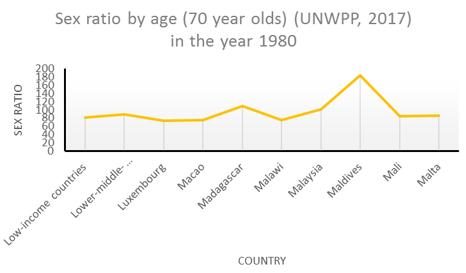 Sex ratio by age (70 year olds) (UNWPP, 2017)
in the year 1980
SEX RATIO
200
180
160
140
120
100
80
60
40
20
0
Low-income countries
Lower-middle-...
Luxembourg
Macao
Madagascar
Malawi
Malaysia
Maldives
Mali
Malta
COUNTRY